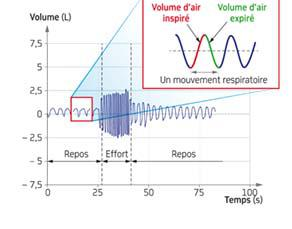 Volume (L)
Volume d'air
inspiré
Volume d'air
expiré
Un mouvement respiratoire
7,5
5
2,5
0
−2,5
−5
−7,5
Repos
Effort
Repos
0
25
50
75
100
Temps (s)